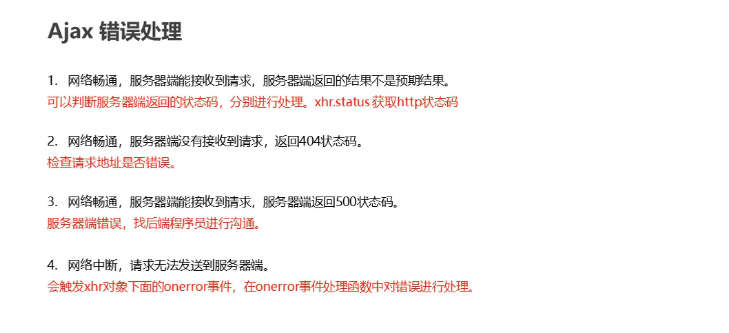 Ajax 错误处理
1. 网络畅通，服务器端能接收到请求，服务器端返回的结果不是预期结果。
可以判断服务器端返回的状态码，分别进行处理。xhr.status 获取http状态码
2. 网络畅通，服务器端没有接收到请求，返回404状态码。
检查请求地址是否错误。
3. 网络畅通，服务器端能接收到请求，服务器端返回500状态码。
服务器端错误，找后端程序员进行沟通。
4. 网络中断，请求无法发送到服务器端。
会触发xhr对象下面的onerror事件，在onerror事件处理函数中对错误进行处理。